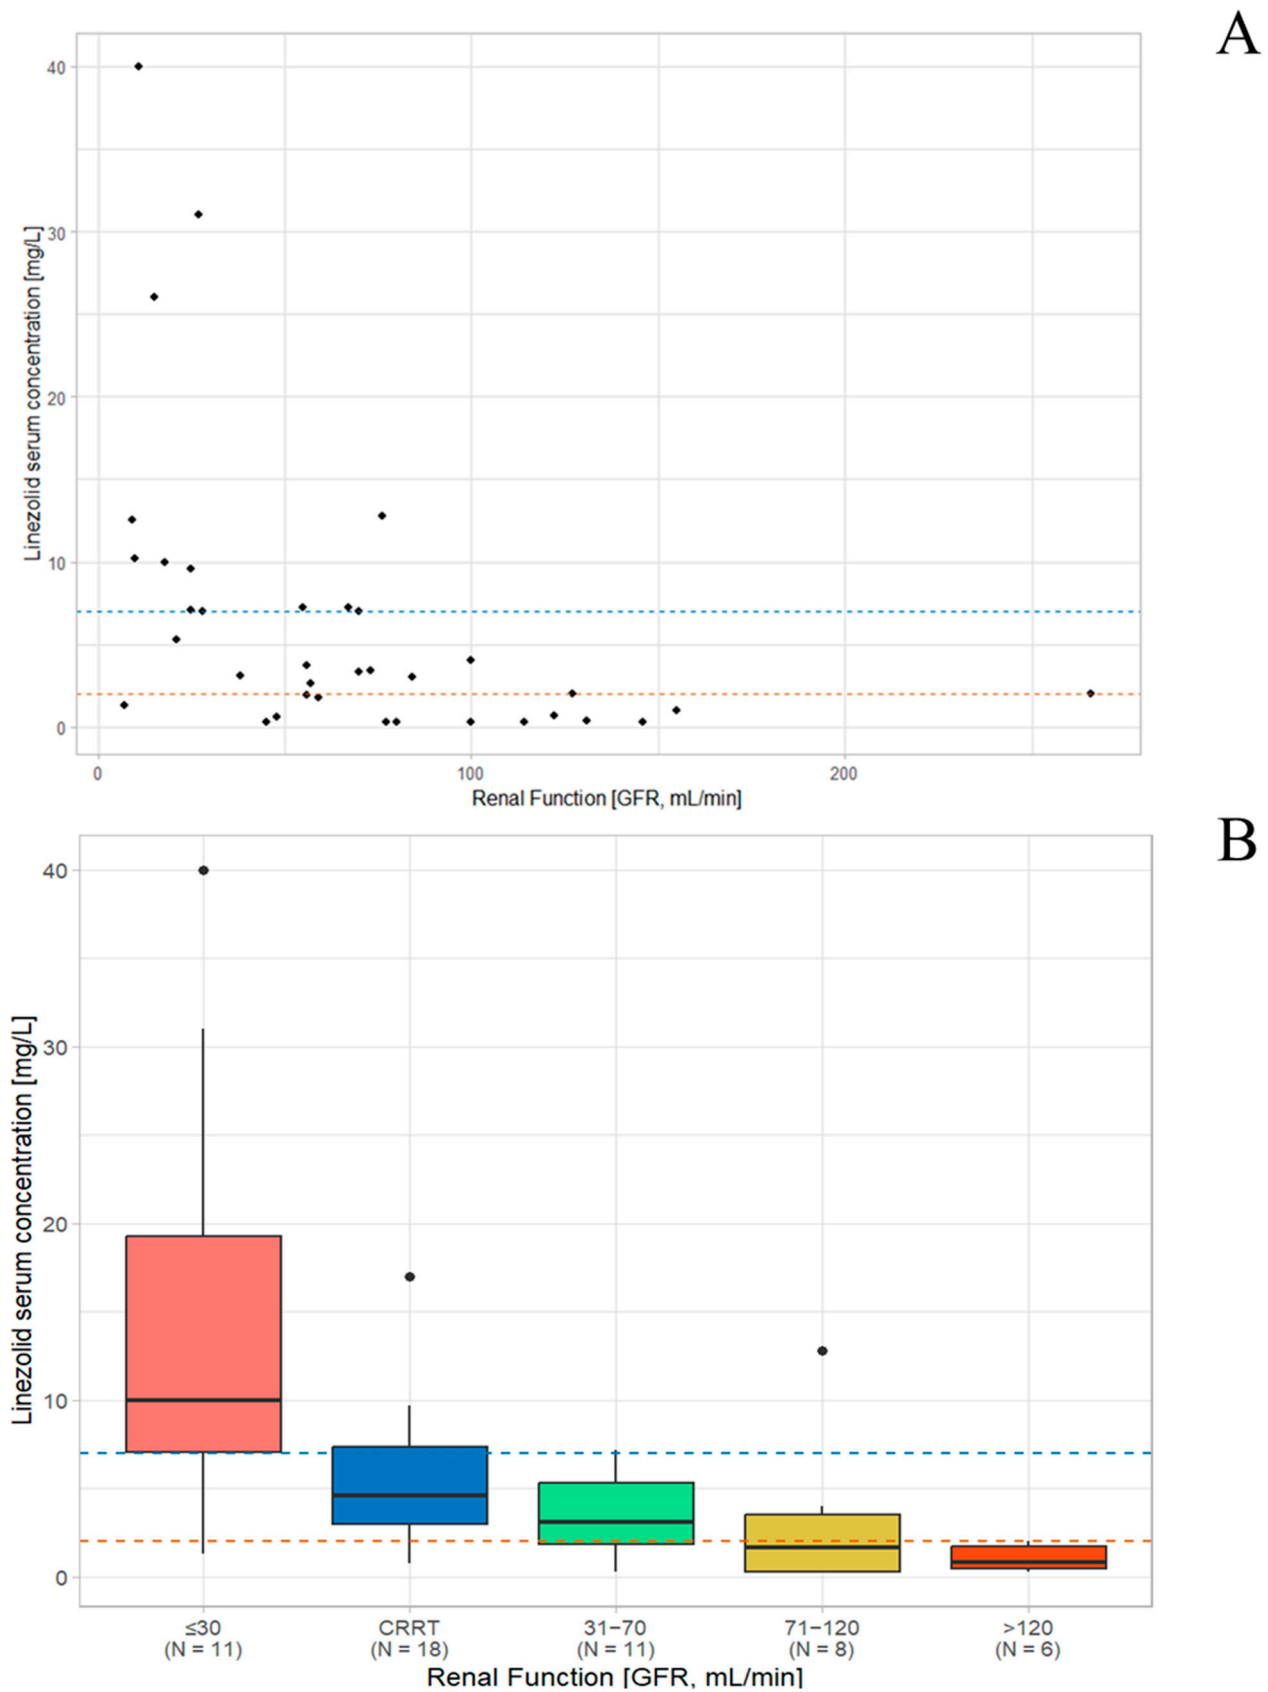 A
40
30
20
10
0
Linezolid serum concentration [mg/L]
0 100 200
Renal Function [GFR, mL/min]
B
40
30
20
10
0
Linezolid serum concentration [mg/L]
≤30 CRRT 31−70 71−120 >120
(N = 11) (N = 18) (N = 11) (N = 8) (N = 6)
Renal Function [GFR, mL/min]